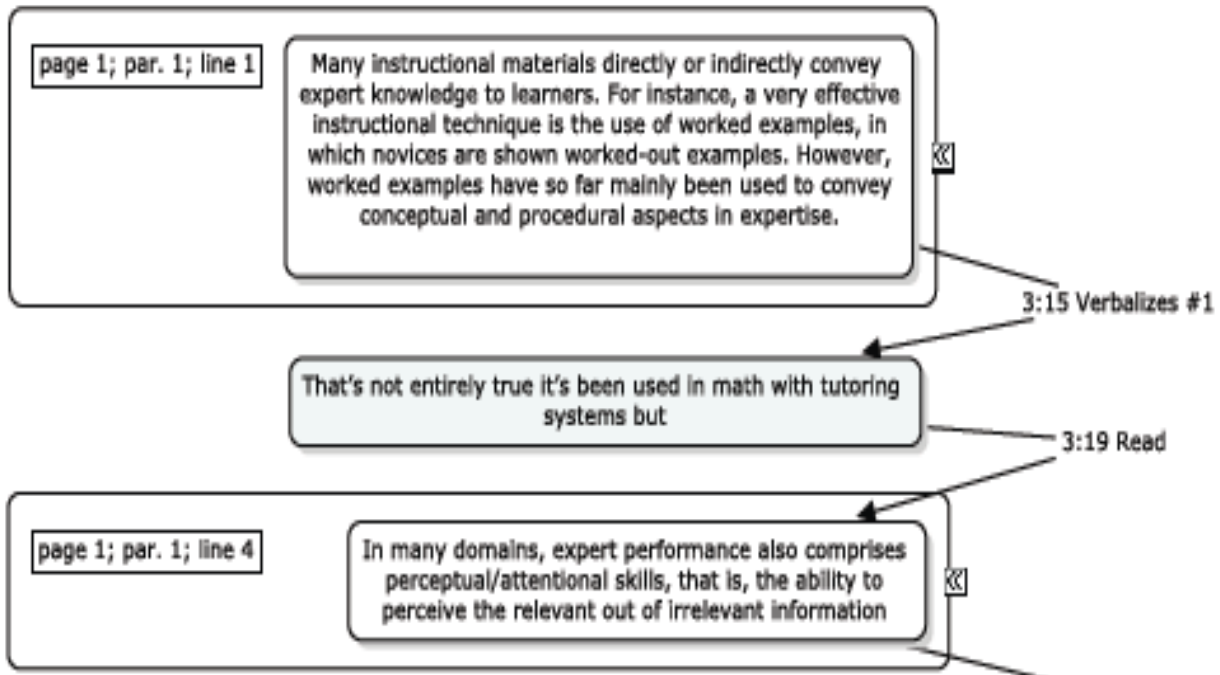 page 1; par. 1; line 1
Many instructional materials directly or indirectly convey
expert knowledge to learners. For instance, a very effective
instructional technique is the use of worked examples, in
which novices are shown worked-out examples. However,
worked examples have so far mainly been used to convey
conceptual and procedural aspects in expertise.
3:15 Verbalizes #1
That's not entirely true it's been used in math with tutoring
systems but
3:19 Read
page 1; par. 1; line 4
In many domains, expert performance also comprises
perceptual/attentional skills, that is, the ability to
perceive the relevant out of irrelevant information